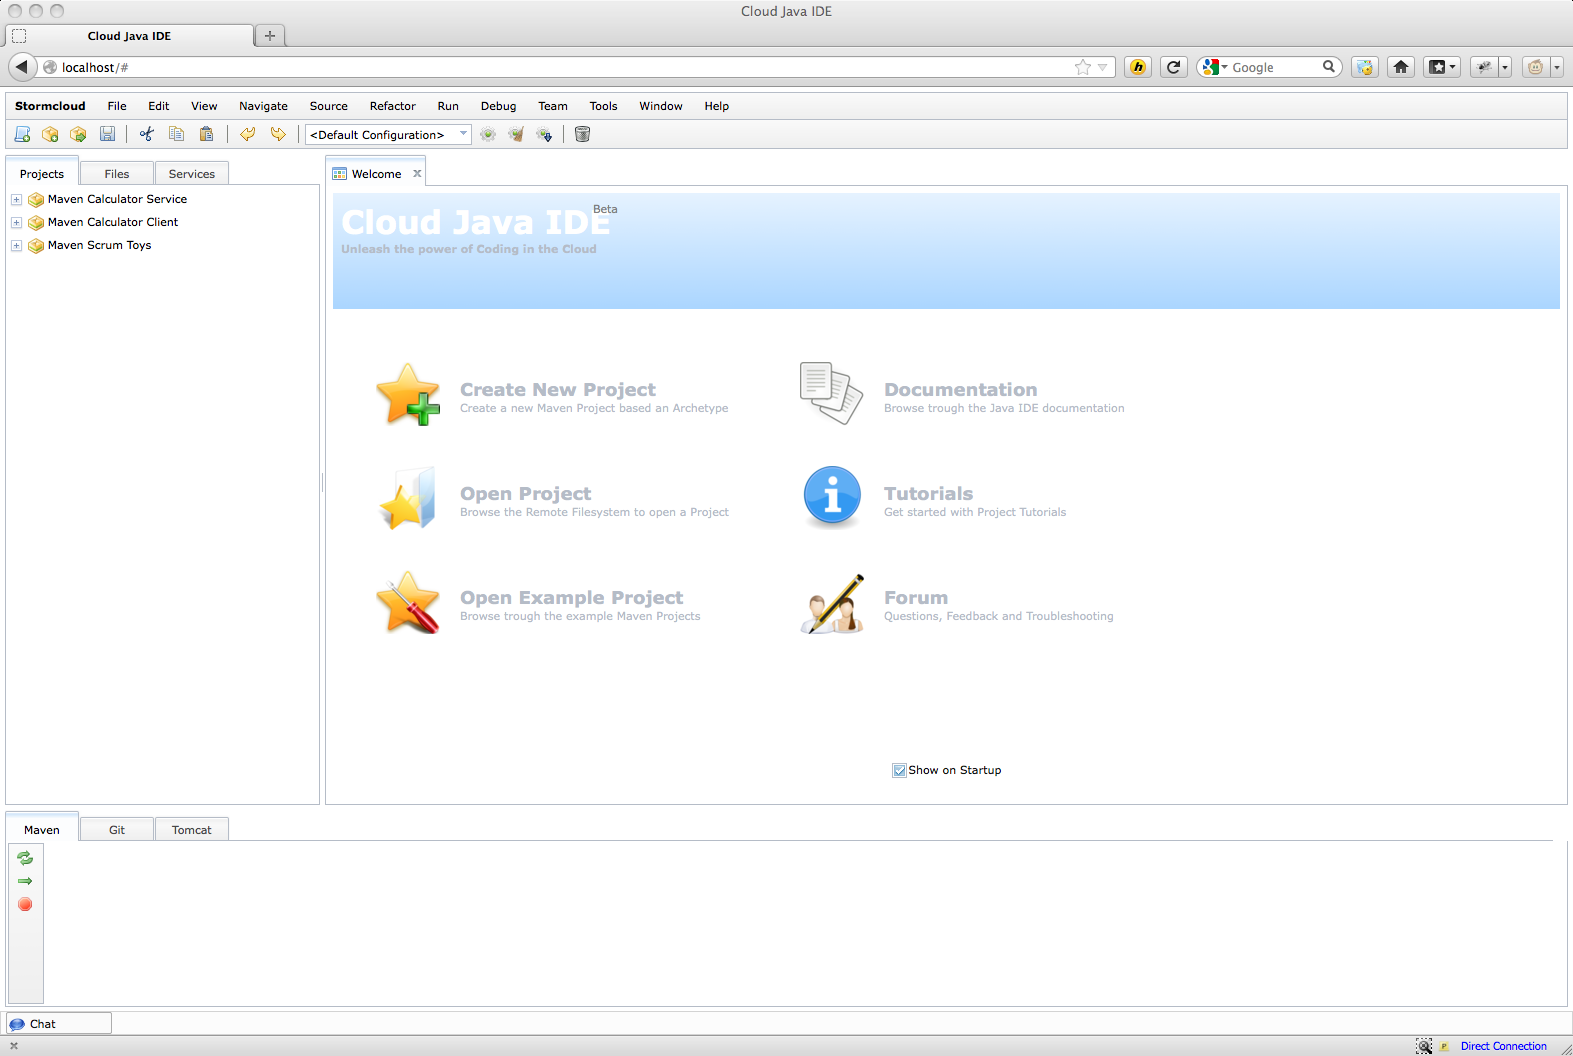 Cloud Java IDE
Cloud Java IDE
localhost/#
Google
Stormcloud File Edit View Navigate Source Refactor Run Debug Team Tools Window Help
<Default Configuration>
Projects Files Services
Welcome
Maven Calculator Service
Maven Calculator Client
Maven Scrum Toys
Beta
Cloud Java IDE
Unleash the power of Coding in the Cloud
Create New Project
Create a new Maven Project based an Archetype
Documentation
Browse trough the Java IDE documentation
Open Project
Browse the Remote Filesystem to open a Project
Tutorials
Get started with Project Tutorials
Open Example Project
Browse trough the example Maven Projects
Forum
Questions, Feedback and Troubleshooting
Show on Startup
Maven Git Tomcat
Chat
Direct Connection